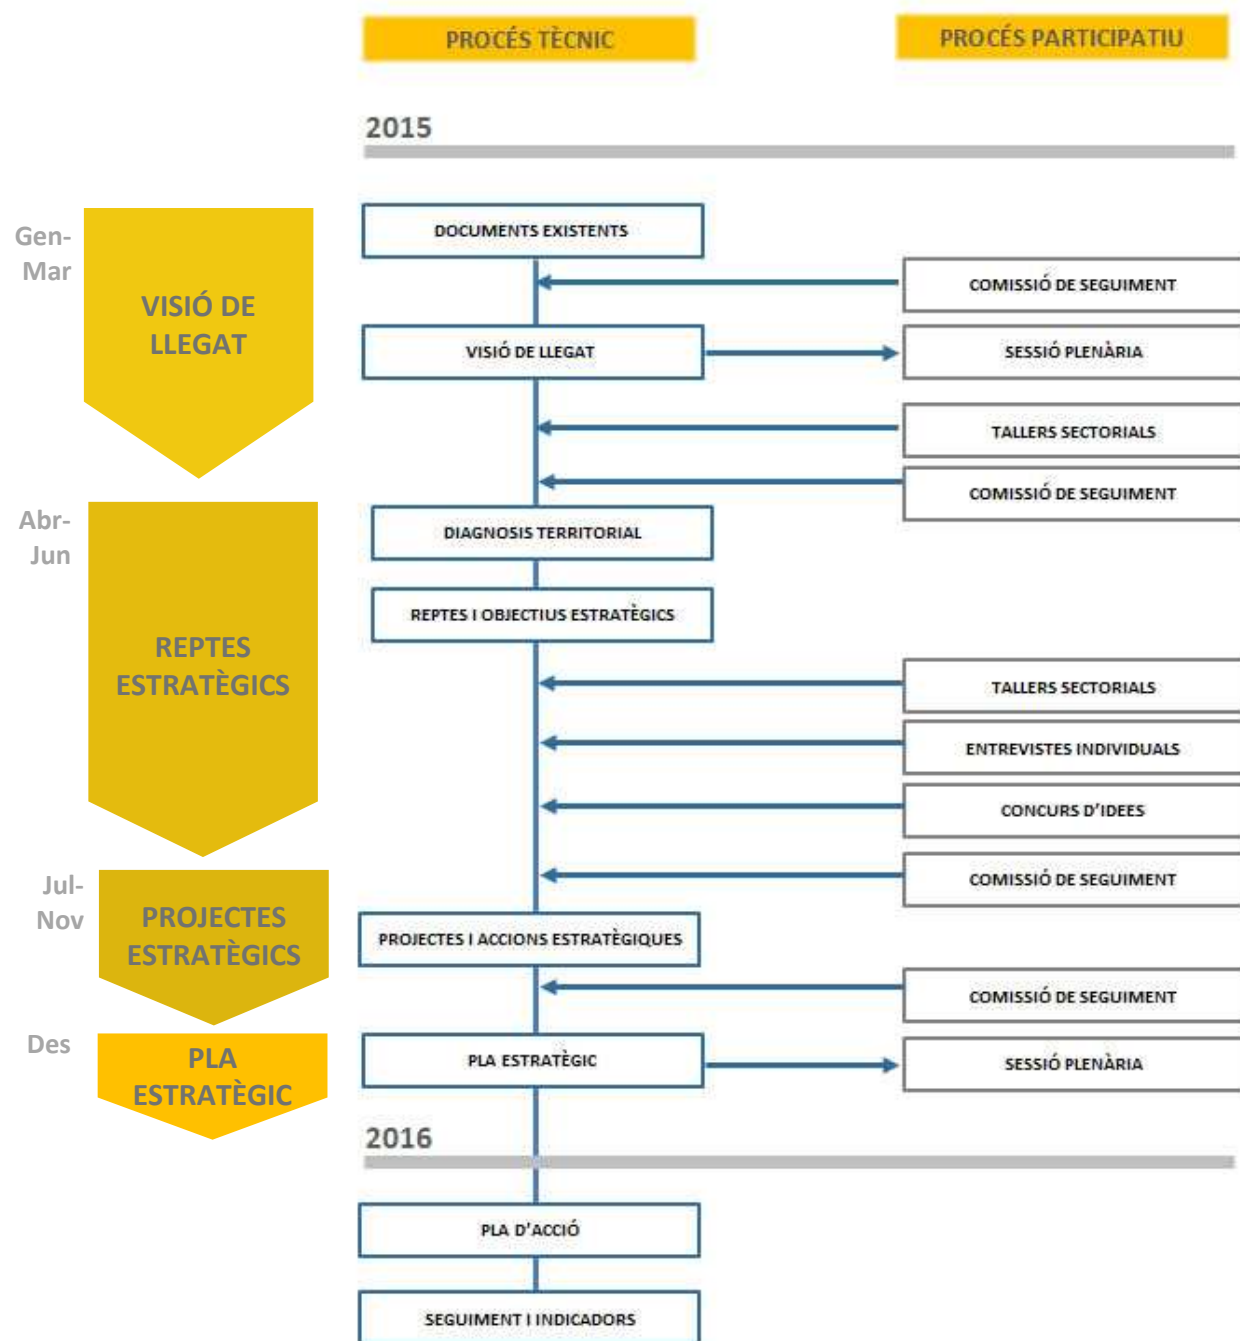 PROCÉS TÈCNIC
PROCÉS PARTICIPATIU
2015
Gen-
Mar
VISIÓ DE
LLEGAT
DOCUMENTS EXISTENTS
COMISSIÓ DE SEGUIMENT
VISIÓ DE LLEGAT
SESSIÓ PLENÀRIA
TALLERS SECTORIALS
COMISSIÓ DE SEGUIMENT
Abr-
Jun
REPTES
ESTRATÈGICS
DIAGNOSIS TERRITORIAL
REPTES I OBJECTIUS ESTRATÈGICS
TALLERS SECTORIALS
ENTREVISTES INDIVIDUALS
CONCURS D'IDEES
COMISSIÓ DE SEGUIMENT
Jul-
Nov
PROJECTES
ESTRATÈGICS
PROJECTES I ACCIONS ESTRATÈGIQUES
COMISSIÓ DE SEGUIMENT
Des
PLA
ESTRATÈGIC
PLA ESTRATÈGIC
SESSIÓ PLENÀRIA
2016
PLA D'ACCIÓ
SEGUIMENT I INDICADORS